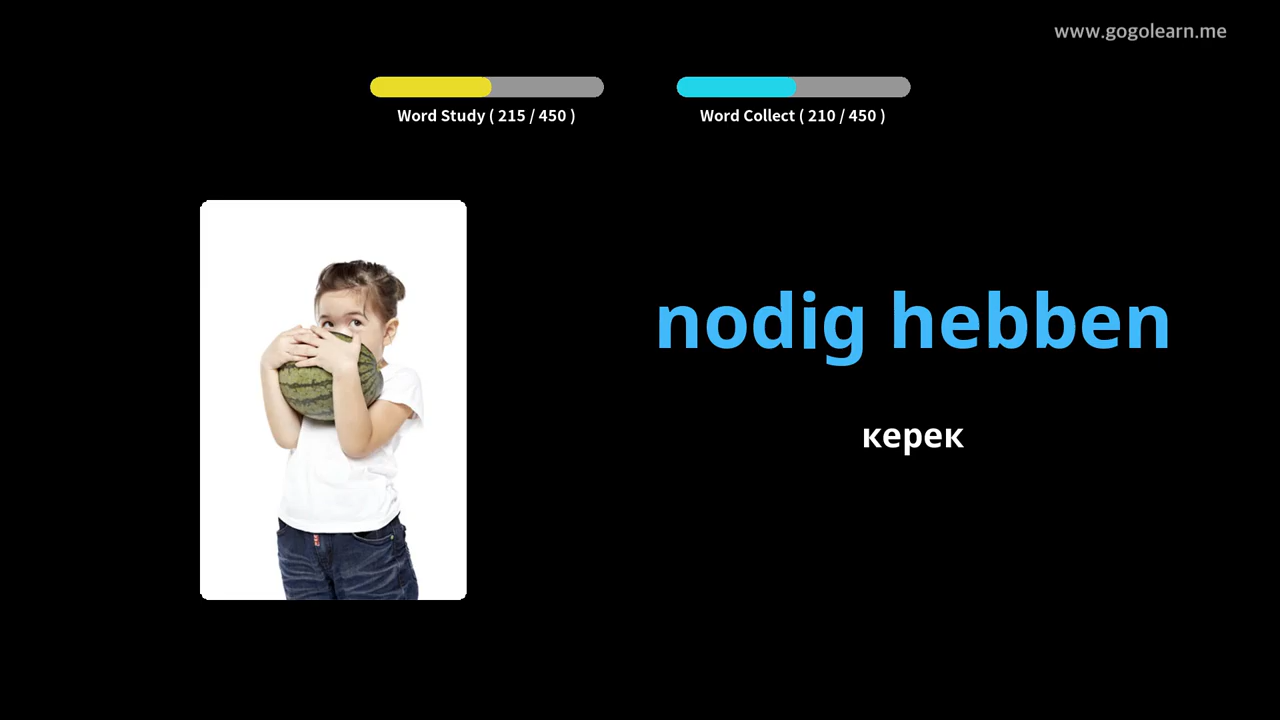 www.gogolearn.me
Word Study ( 215 / 450 )
Word Collect ( 210 / 450 )
nodig hebben
керек